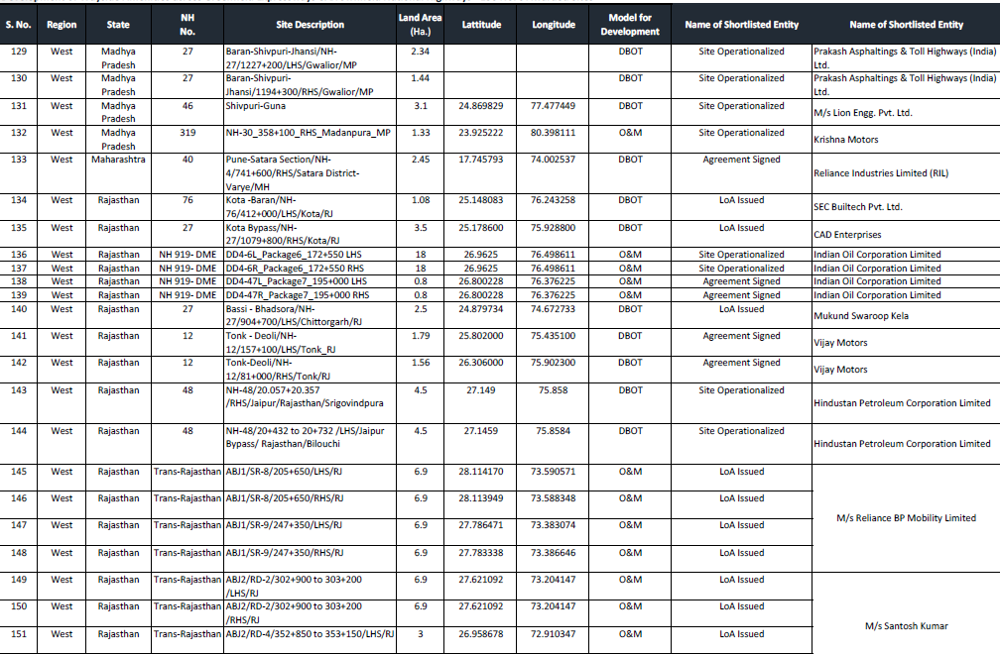 S. No. Region State NH No. Site Description Land Area (Ha.) Lattitude Longitude Model for Development Name of Shortlisted Entity Name of Shortlisted Entity
129 West Madhya Pradesh 27 Baran-Shivpuri-Jhansi/NH-27/1227+200/LHS/Gwalior/MP 2.34 DBOT Site Operationalized Prakash Asphaltings & Toll Highways (India) Ltd.
130 West Madhya Pradesh 27 Baran-Shivpuri-Jhansi/1194+300/RHS/Gwalior/MP 1.44 DBOT Site Operationalized Prakash Asphaltings & Toll Highways (India) Ltd.
131 West Madhya Pradesh 46 Shivpuri-Guna 3.1 24.869829 77.477449 DBOT Site Operationalized M/s Lion Engg. Pvt. Ltd.
132 West Madhya Pradesh 319 NH-30_358+100_RHS_Madanpura_MP 1.33 23.925222 80.398111 O&M Site Operationalized Krishna Motors
133 West Maharashtra 40 Pune-Satara Section/NH-4/741+600/RHS/Satara District-Varye/MH 2.45 17.745793 74.002537 DBOT Agreement Signed Reliance Industries Limited (RIL)
134 West Rajasthan 76 Kota -Baran/NH-76/412+000/LHS/Kota/RJ 1.08 25.148083 76.243258 DBOT LoA Issued SEC Builtech Pvt. Ltd.
135 West Rajasthan 27 Kota Bypass/NH-27/1079+800/RHS/Kota/RJ 3.5 25.178600 75.928800 DBOT LoA Issued CAD Enterprises
136 West Rajasthan NH 919- DME DD4-6L_Package6_172+550 LHS 18 26.9625 76.498611 O&M Site Operationalized Indian Oil Corporation Limited
137 West Rajasthan NH 919- DME DD4-6R_Package6_172+550 RHS 18 26.9625 76.498611 O&M Site Operationalized Indian Oil Corporation Limited
138 West Rajasthan NH 919- DME DD4-47L_Package7_195+000 LHS 0.8 26.800228 76.376225 O&M Agreement Signed Indian Oil Corporation Limited
139 West Rajasthan NH 919- DME DD4-47R_Package7_195+000 RHS 0.8 26.800228 76.376225 O&M Agreement Signed Indian Oil Corporation Limited
140 West Rajasthan 27 Bassi - Bhadsora/NH-27/904+700/LHS/Chittorgarh/RJ 2.5 24.879734 74.672733 DBOT LoA Issued Mukund Swaroop Kela
141 West Rajasthan 12 Tonk - Deoli/NH-12/157+100/LHS/Tonk_RJ 1.79 25.802000 75.435100 DBOT Agreement Signed Vijay Motors
142 West Rajasthan 12 Tonk-Deoli/NH-12/81+000/RHS/Tonk/RJ 1.56 26.306000 75.902300 DBOT Agreement Signed Vijay Motors
143 West Rajasthan 48 NH-48/20.057+20.357 /RHS/Jaipur/Rajasthan/Srigovindpura 4.5 27.149 75.858 DBOT Site Operationalized Hindustan Petroleum Corporation Limited
144 West Rajasthan 48 NH-48/20+432 to 20+732 /LHS/Jaipur Bypass/ Rajasthan/Bilouchi 4.5 27.1459 75.8584 DBOT Site Operationalized Hindustan Petroleum Corporation Limited
145 West Rajasthan Trans-Rajasthan ABJ1/SR-8/205+650/LHS/RJ 6.9 28.114170 73.590571 O&M LoA Issued
146 West Rajasthan Trans-Rajasthan ABJ1/SR-8/205+650/RHS/RJ 6.9 28.113949 73.588348 O&M LoA Issued
M/s Reliance BP Mobility Limited
147 West Rajasthan Trans-Rajasthan ABJ1/SR-9/247+350/LHS/RJ 6.9 27.786471 73.383074 O&M LoA Issued
148 West Rajasthan Trans-Rajasthan ABJ1/SR-9/247+350/RHS/RJ 6.9 27.783338 73.386646 O&M LoA Issued
149 West Rajasthan Trans-Rajasthan ABJ2/RD-2/302+900 to 303+200 /LHS/RJ 6.9 27.621092 73.204147 O&M LoA Issued
150 West Rajasthan Trans-Rajasthan ABJ2/RD-2/302+900 to 303+200 /RHS/RJ 6.9 27.621092 73.204147 O&M LoA Issued
M/s Santosh Kumar
151 West Rajasthan Trans-Rajasthan ABJ2/RD-4/352+850 to 353+150/LHS/RJ 3 26.958678 72.910347 O&M LoA Issued